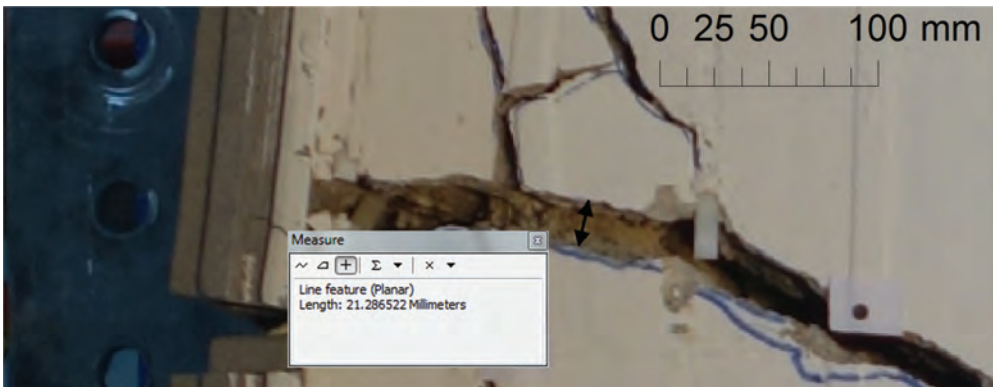 0 25 50 100 mm
Measure
Line feature (Planar)
Length: 21.286522 Millimeters